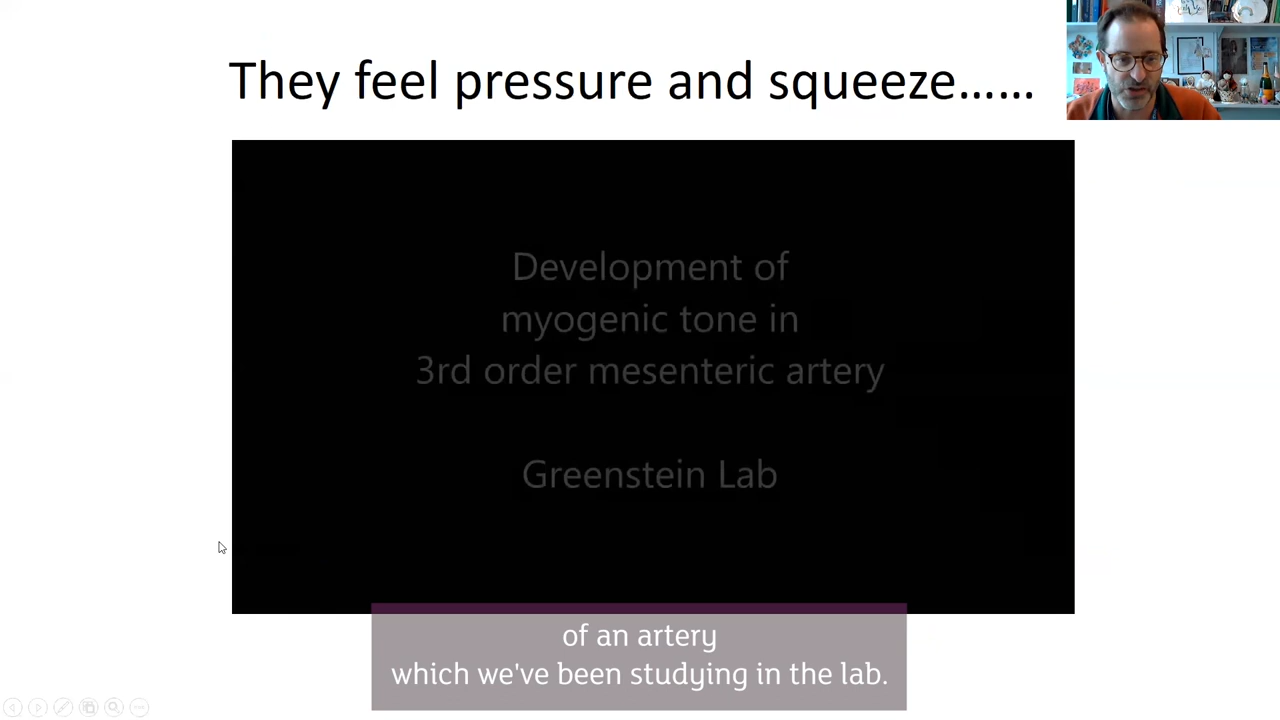 They feel pressure and squeeze……
Development of
myogenic tone in
3rd order mesenteric artery
Greenstein Lab
of an artery
which we've been studying in the lab.